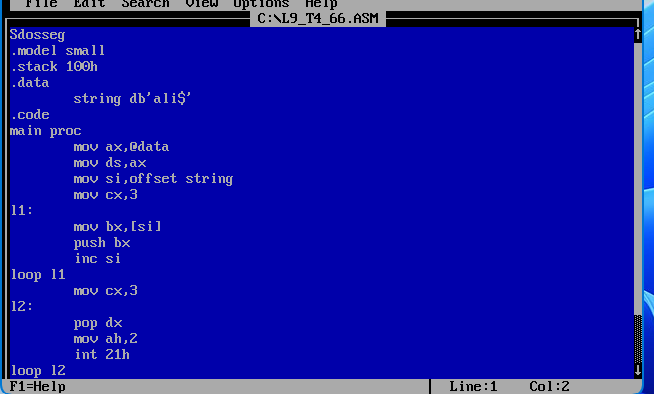 File Edit Search View Options Help
C:\L9_T4_66.ASM
Sdosseg
.model small
.stack 100h
.data
string db'ali$'
.code
main proc
mov ax,@data
mov ds,ax
mov si,offset string
mov cx,3
l1:
mov bx,[si]
push bx
inc si
loop l1
mov cx,3
l2:
pop dx
mov ah,2
int 21h
loop l2
F1=Help Line:1 Col:2